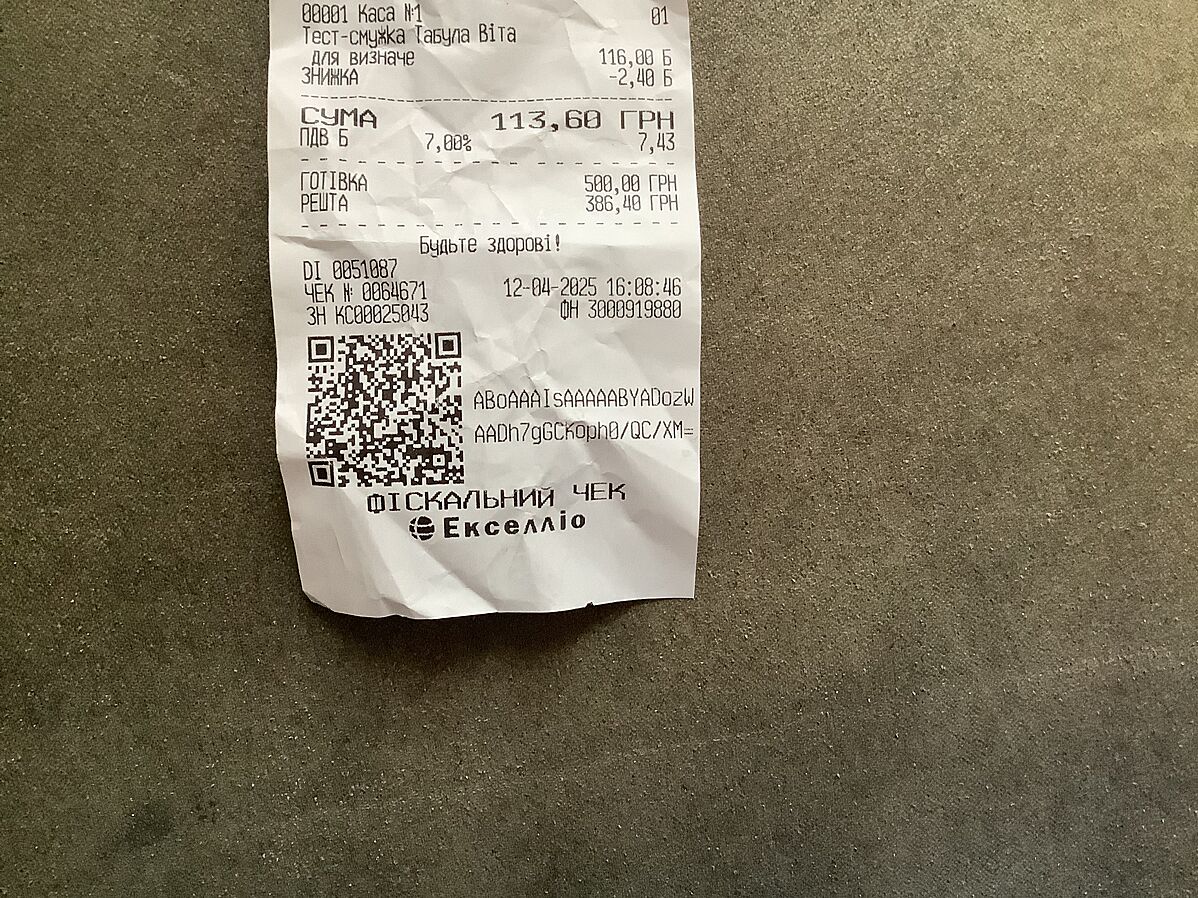 00001 Каса №1 01
Тест-смужка Табула Віта
для визначе 116,00 Б
ЗНИЖКА -2,40 Б
СУМА 113,60 ГРН
ПДВ Б 7,00% 7,43
ГОТІВКА 500,00 ГРН
РЕШТА 386,40 ГРН
Будьте здорові!
DI 0051087
ЧЕК № 0064671 12-04-2025 16:08:46
ЗН КС00025043 ФН 3000919880
ABoAAAIsAAAAABYADozW
AADh7gGCKoph0/QC/XM=
ФІСКАЛЬНИЙ ЧЕК
Екселліо